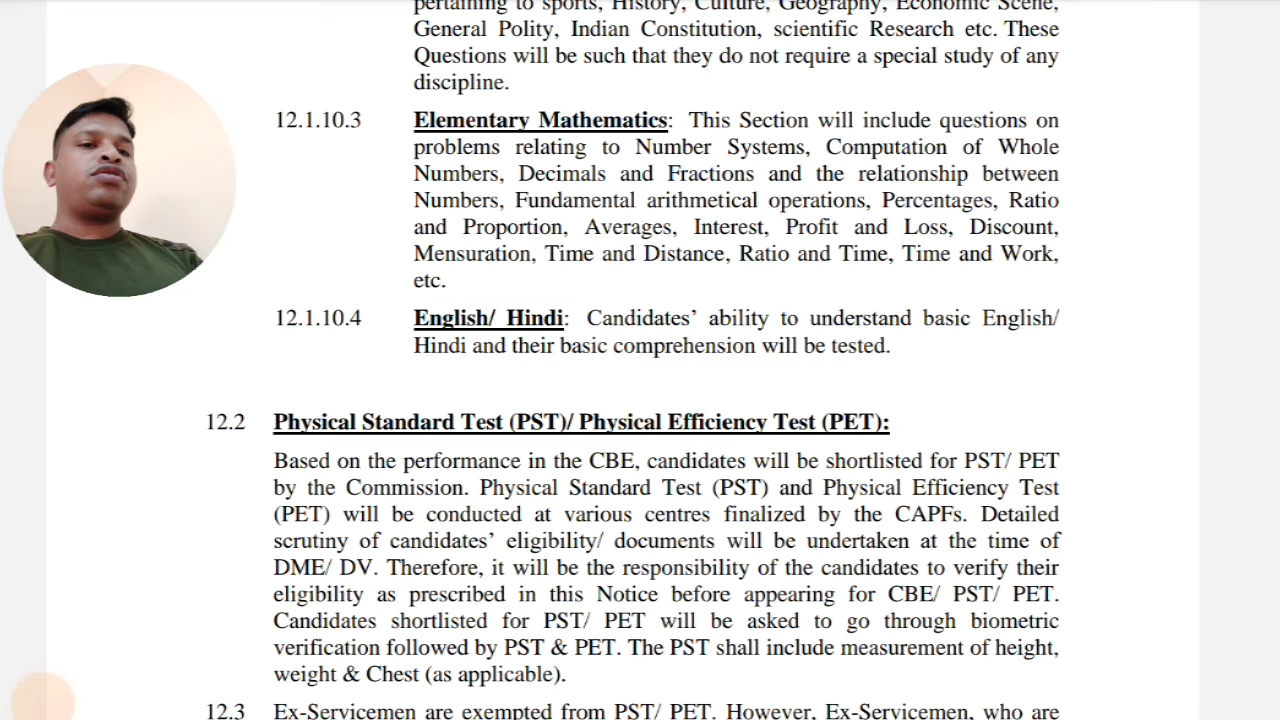 pertaining to sports, History, Culture, Geography, Economic Scene,
General Polity, Indian Constitution, scientific Research etc. These
Questions will be such that they do not require a special study of any
discipline.
12.1.10.3 Elementary Mathematics: This Section will include questions on
problems relating to Number Systems, Computation of Whole
Numbers, Decimals and Fractions and the relationship between
Numbers, Fundamental arithmetical operations, Percentages, Ratio
and Proportion, Averages, Interest, Profit and Loss, Discount,
Mensuration, Time and Distance, Ratio and Time, Time and Work,
etc.
12.1.10.4 English/ Hindi: Candidates’ ability to understand basic English/
Hindi and their basic comprehension will be tested.
12.2 Physical Standard Test (PST)/ Physical Efficiency Test (PET):
Based on the performance in the CBE, candidates will be shortlisted for PST/ PET
by the Commission. Physical Standard Test (PST) and Physical Efficiency Test
(PET) will be conducted at various centres finalized by the CAPFs. Detailed
scrutiny of candidates’ eligibility/ documents will be undertaken at the time of
DME/ DV. Therefore, it will be the responsibility of the candidates to verify their
eligibility as prescribed in this Notice before appearing for CBE/ PST/ PET.
Candidates shortlisted for PST/ PET will be asked to go through biometric
verification followed by PST & PET. The PST shall include measurement of height,
weight & Chest (as applicable).
12.3 Ex-Servicemen are exempted from PST/ PET. However, Ex-Servicemen, who are